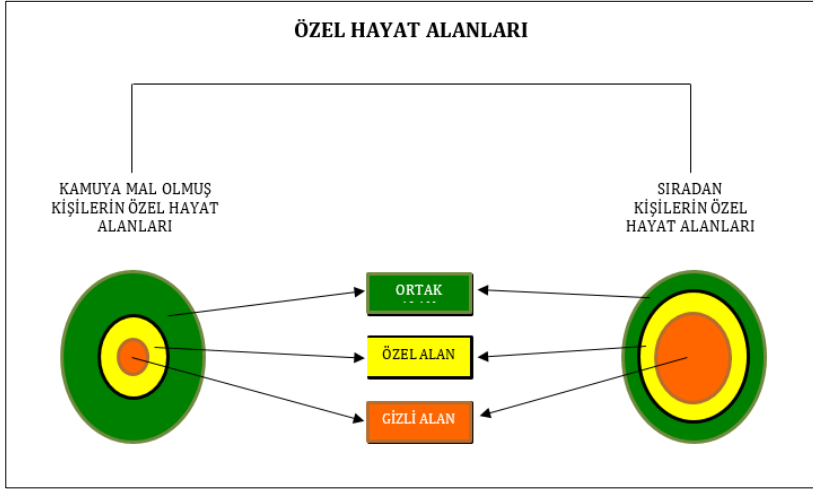 ÖZEL HAYAT ALANLARI
KAMUYA MAL OLMUŞ
KİŞİLERİN ÖZEL HAYAT
ALANLARI
SIRADAN
KİŞİLERİN ÖZEL
HAYAT ALANLARI
ORTAK
ÖZEL ALAN
GİZLİ ALAN